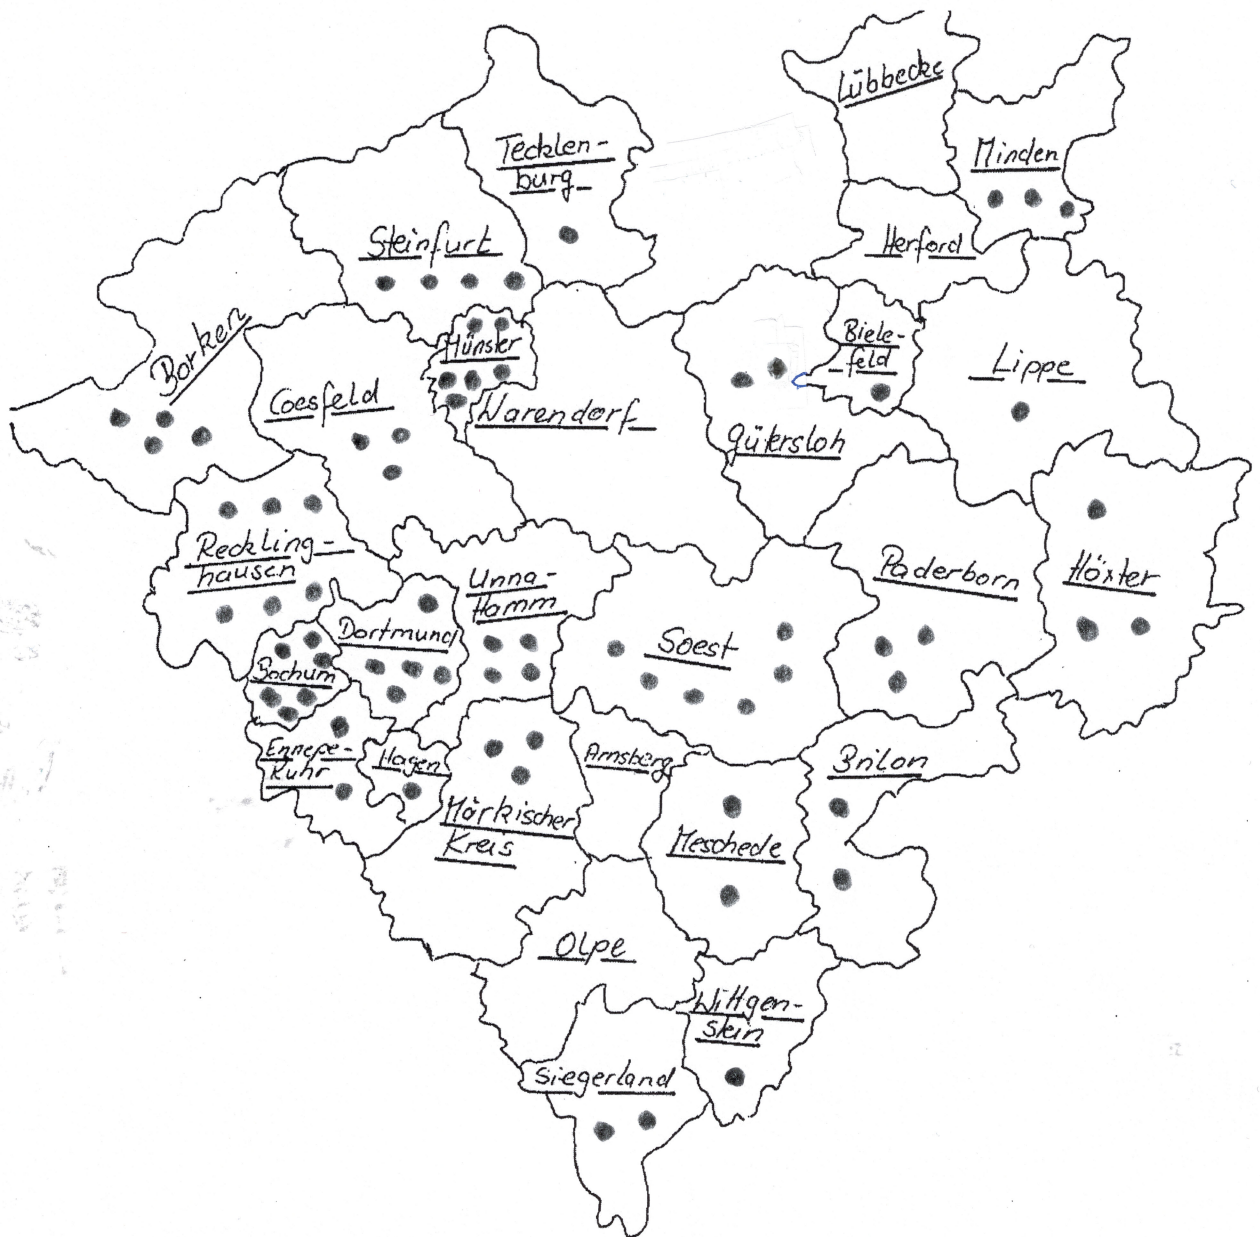 Lübbecke
Tecklen-
burg
Minden
Steinfurt
Herford
Borken
Münster
Biele-
feld
Lippe
Coesfeld
Warendorf
Gütersloh
Reckling-
hausen
Unna-
Hamm
Paderborn
Höxter
Dortmund
Soest
Bochum
Ennepe-
Ruhr
Hagen
Arnsberg
Brilon
Märkischer
Kreis
Meschede
Olpe
Wittgen-
stein
Siegerland